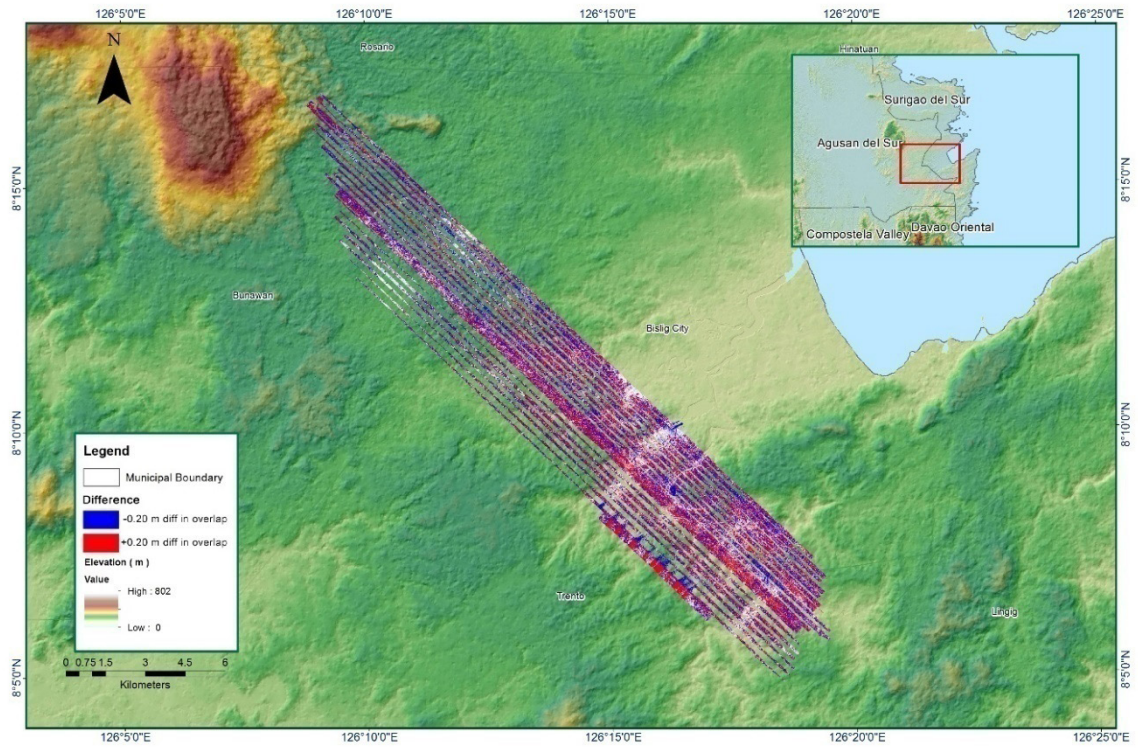 126°5'0"E
126°10'0"E
126°15'0"E
126°20'0"E
126°25'0"E
N
Rosario
Hinatuan
Surigao del Sur
Agusan del Sur
Compostela Valley
Davao Oriental
8°15'0"N
8°15'0"N
Bunawan
Bislig City
8°10'0"N
8°10'0"N
Legend
Municipal Boundary
Difference
-0.20 m diff in overlap
+0.20 m diff in overlap
Elevation ( m )
Value
High : 802
Low : 0
Trento
Lingig
0 0.75 1.5 3 4.5 6
Kilometers
8°5'0"N
8°5'0"N
126°5'0"E
126°10'0"E
126°15'0"E
126°20'0"E
126°25'0"E